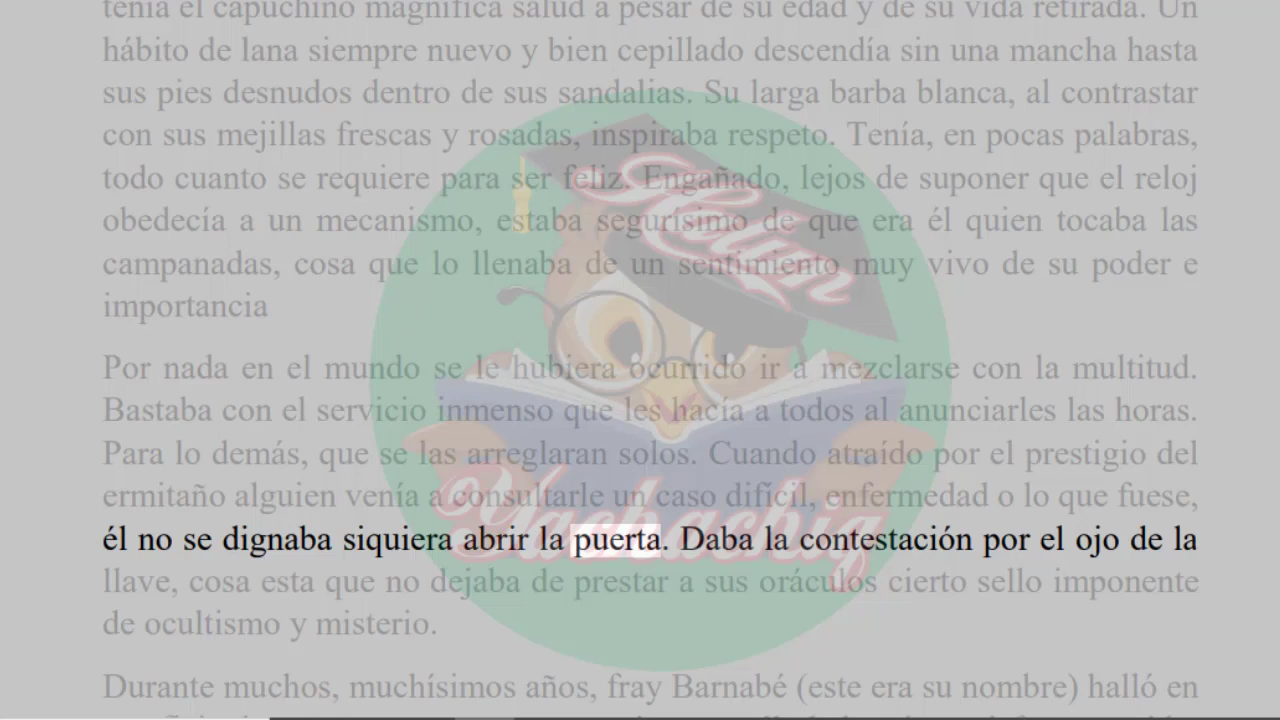 tenía el capuchino magnífica salud a pesar de su edad y de su vida retirada. Un
hábito de lana siempre nuevo y bien cepillado descendía sin una mancha hasta
sus pies desnudos dentro de sus sandalias. Su larga barba blanca, al contrastar
con sus mejillas frescas y rosadas, inspiraba respeto. Tenía, en pocas palabras,
todo cuanto se requiere para ser feliz. Engañado, lejos de suponer que el reloj
obedecía a un mecanismo, estaba segurísimo de que era él quien tocaba las
campanadas, cosa que lo llenaba de un sentimiento muy vivo de su poder e
importancia
Por nada en el mundo se le hubiera ocurrido ir a mezclarse con la multitud.
Bastaba con el servicio inmenso que les hacía a todos al anunciarles las horas.
Para lo demás, que se las arreglaran solos. Cuando atraído por el prestigio del
ermitaño alguien venía a consultarle un caso difícil, enfermedad o lo que fuese,
él no se dignaba siquiera abrir la puerta. Daba la contestación por el ojo de la
llave, cosa esta que no dejaba de prestar a sus oráculos cierto sello imponente
de ocultismo y misterio.
Durante muchos, muchísimos años, fray Barnabé (este era su nombre) halló en